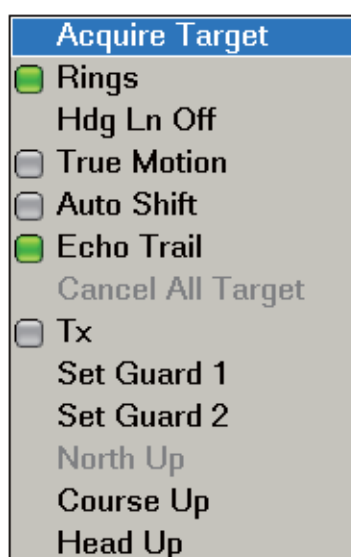 Acquire Target
Rings
Hdg Ln Off
True Motion
Auto Shift
Echo Trail
Cancel All Target
Tx
Set Guard 1
Set Guard 2
North Up
Course Up
Head Up